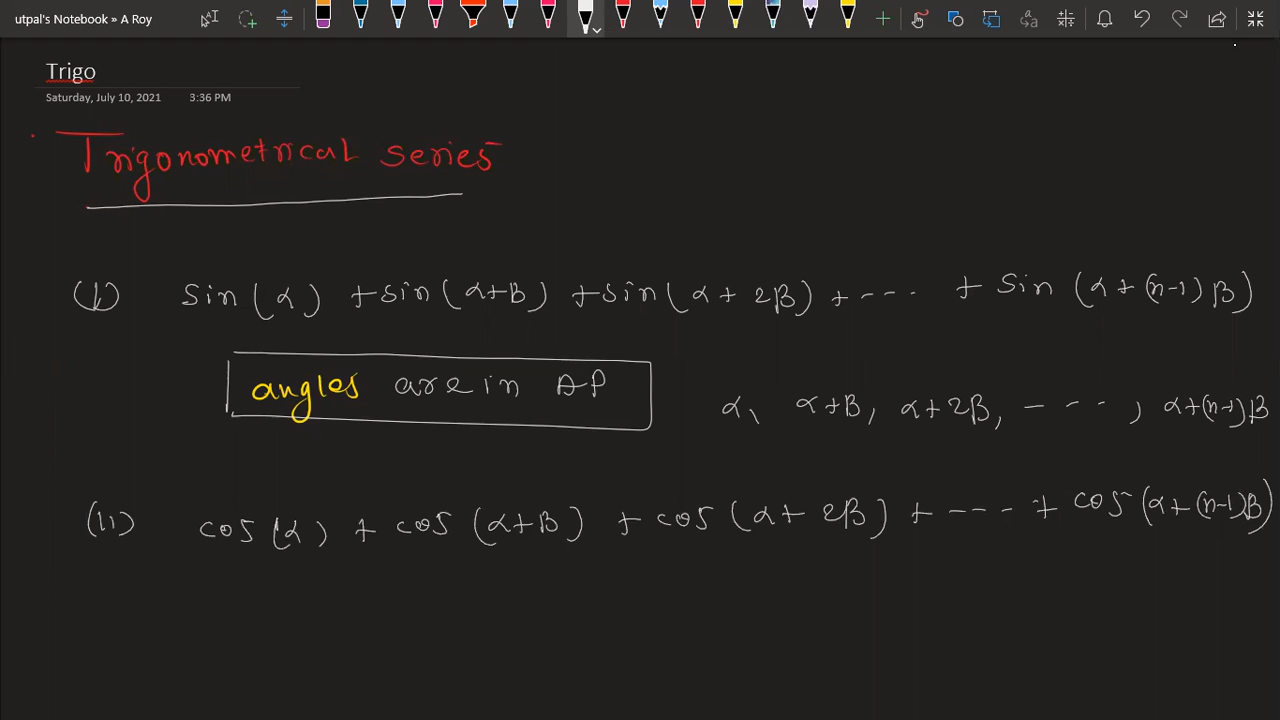 utpal's Notebook » A Roy
Trigo
Saturday, July 10, 2021 3:36 PM
Trigonometrical series
(i) Sin(α) + sin(α+β) + sin(α + 2β) + ---- + Sin (α + (n-1) β)
angles are in AP
α, α+β, α+2β, - - - - , α+(n-1)β
(ii) cos(α) + cos(α+β) + cos(α + 2β) + ---- + cos(α+(n-1)β)